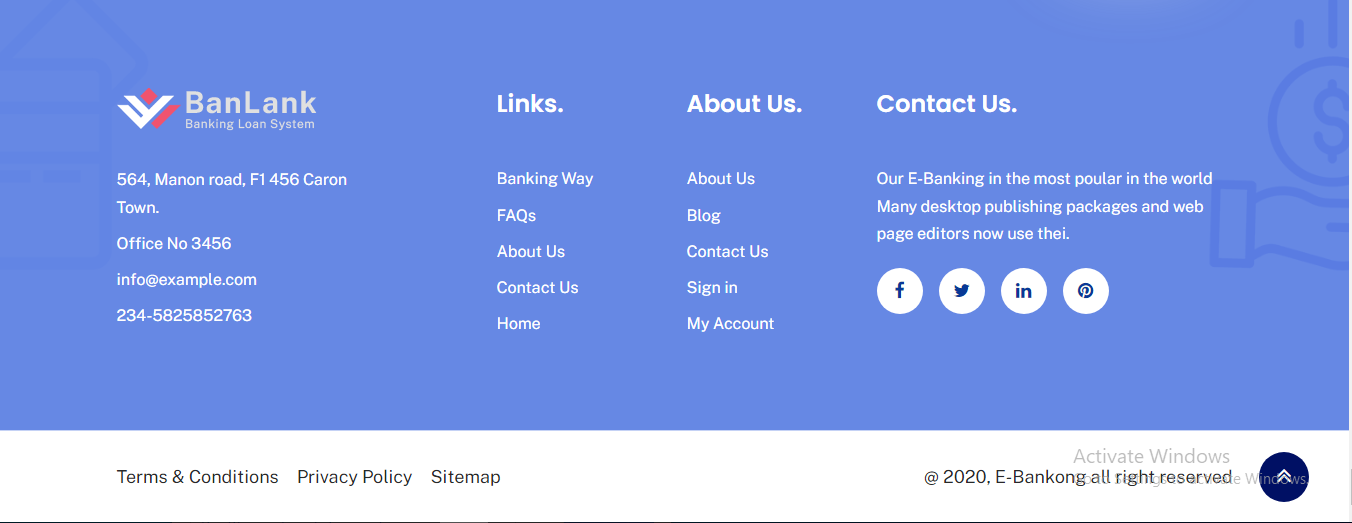 BanLank
Banking Loan System
564, Manon road, F1 456 Caron
Town.
Office No 3456
info@example.com
234-5825852763
Links.
Banking Way
FAQs
About Us
Contact Us
Home
About Us.
About Us
Blog
Contact Us
Sign in
My Account
Contact Us.
Our E-Banking in the most poular in the world
Many desktop publishing packages and web
page editors now use thei.
Terms & Conditions
Privacy Policy
Sitemap
@ 2020, E-Bankong all right reserved
Activate Windows
Go to Settings to activate Windows.